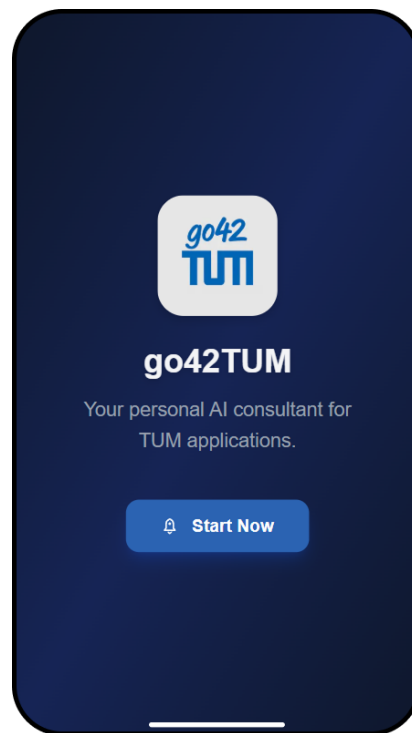 go42
TUM
go42TUM
Your personal AI consultant for
TUM applications.
Start Now